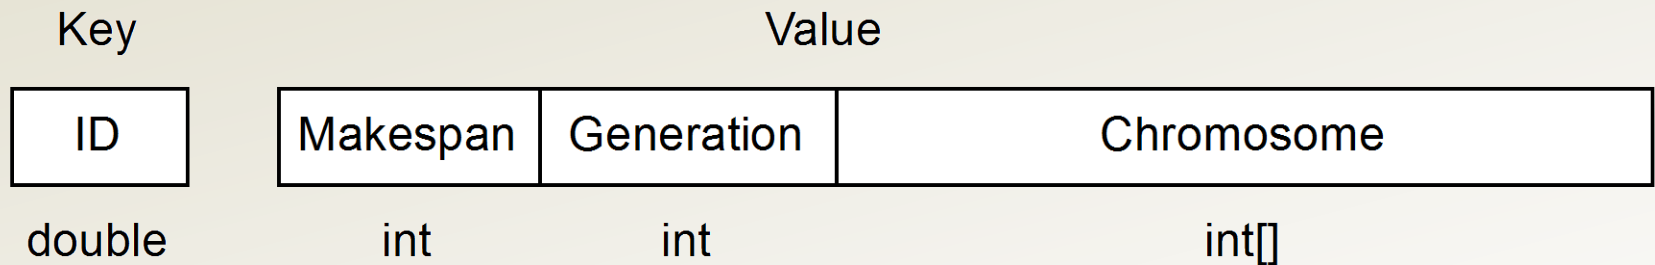 Key Value
ID Makespan Generation Chromosome
double int int int[]